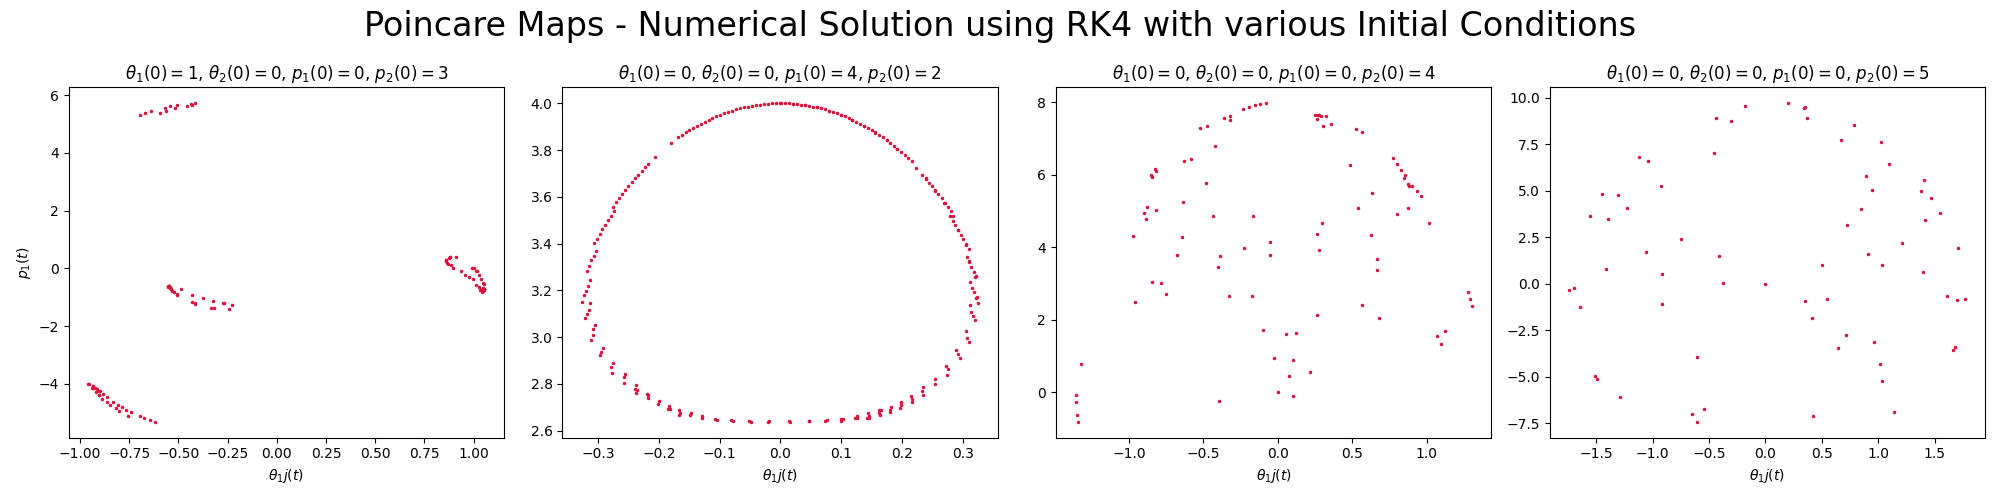 Poincare Maps - Numerical Solution using RK4 with various Initial Conditions
θ₁(0) = 1, θ₂(0) = 0, p₁(0) = 0, p₂(0) = 3
6
4
2
0
−2
−4
p₁(t)
−1.00 −0.75 −0.50 −0.25 0.00 0.25 0.50 0.75 1.00
θ₁j(t)
θ₁(0) = 0, θ₂(0) = 0, p₁(0) = 4, p₂(0) = 2
4.0
3.8
3.6
3.4
3.2
3.0
2.8
2.6
−0.3 −0.2 −0.1 0.0 0.1 0.2 0.3
θ₁j(t)
θ₁(0) = 0, θ₂(0) = 0, p₁(0) = 0, p₂(0) = 4
8
6
4
2
0
−1.0 −0.5 0.0 0.5 1.0
θ₁j(t)
θ₁(0) = 0, θ₂(0) = 0, p₁(0) = 0, p₂(0) = 5
10.0
7.5
5.0
2.5
0.0
−2.5
−5.0
−7.5
−1.5 −1.0 −0.5 0.0 0.5 1.0 1.5
θ₁j(t)